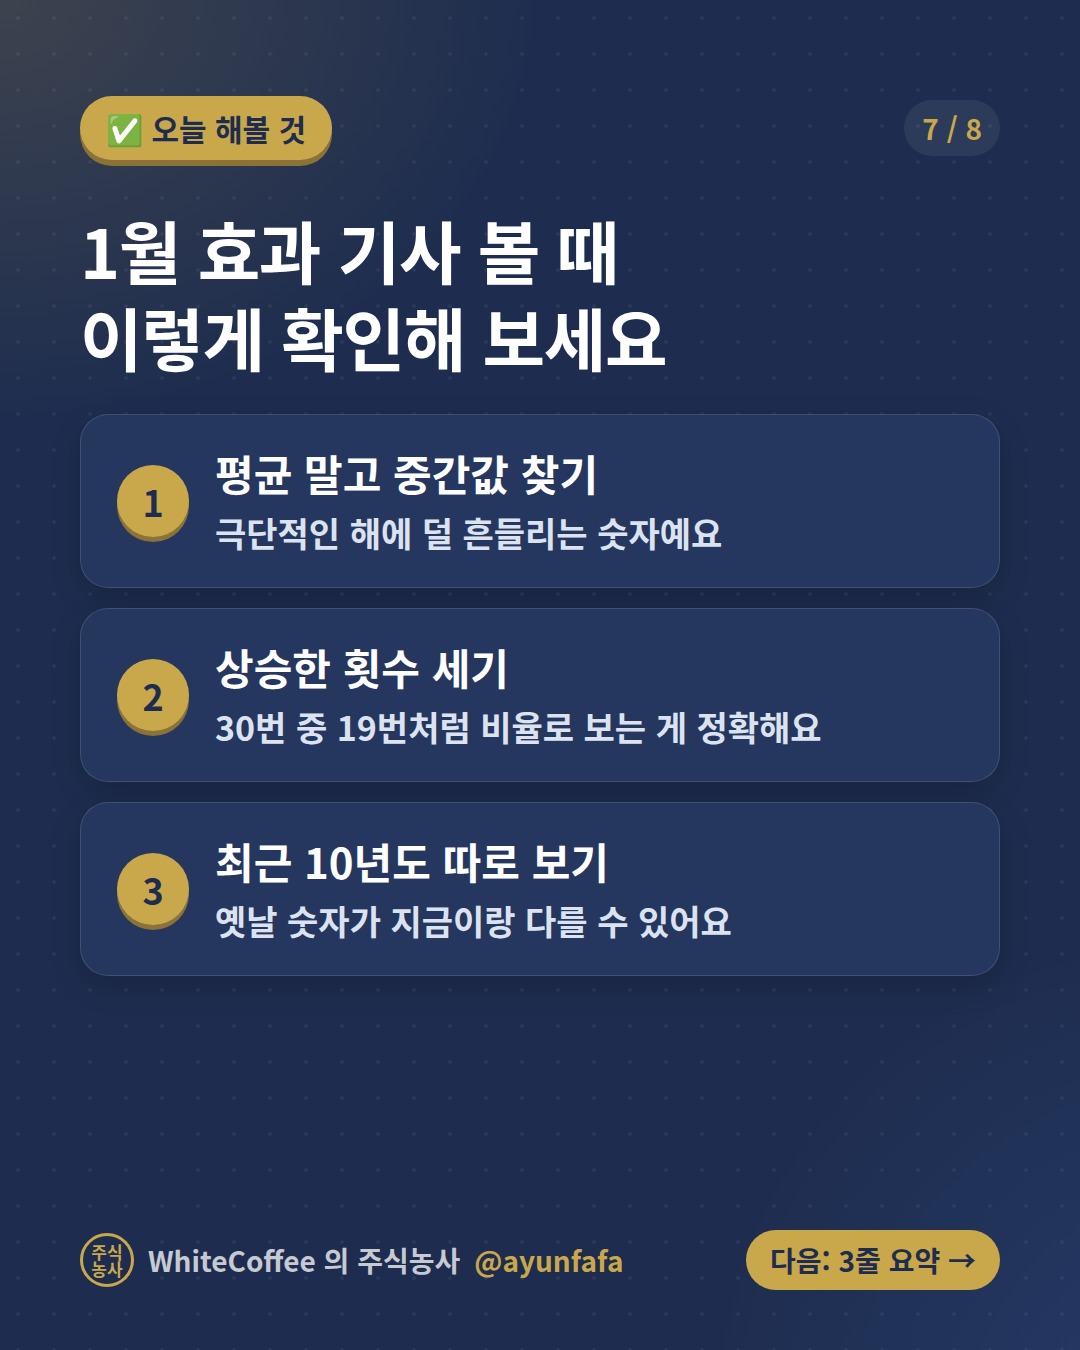 ✅ 오늘 해볼 것
7 / 8
1월 효과 기사 볼 때
이렇게 확인해 보세요
1
평균 말고 중간값 찾기
극단적인 해에 덜 흔들리는 숫자예요
2
상승한 횟수 세기
30번 중 19번처럼 비율로 보는 게 정확해요
3
최근 10년도 따로 보기
옛날 숫자가 지금이랑 다를 수 있어요
주식
농사
WhiteCoffee 의 주식농사 @ayunfafa
다음: 3줄 요약 →